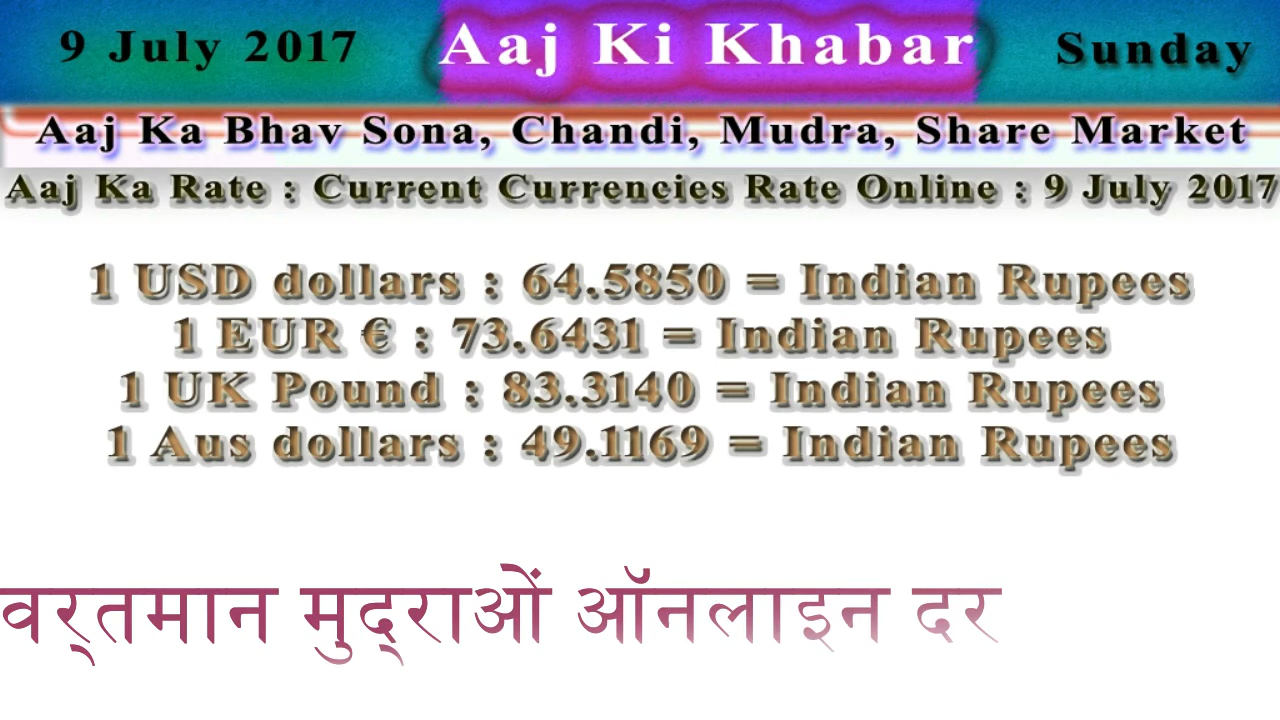 9 July 2017 Aaj Ki Khabar Sunday
Aaj Ka Bhav Sona, Chandi, Mudra, Share Market
Aaj Ka Rate : Current Currencies Rate Online : 9 July 2017
1 USD dollars : 64.5850 = Indian Rupees
1 EUR € : 73.6431 = Indian Rupees
1 UK Pound : 83.3140 = Indian Rupees
1 Aus dollars : 49.1169 = Indian Rupees
वर्तमान मुद्राओं ऑनलाइन दर